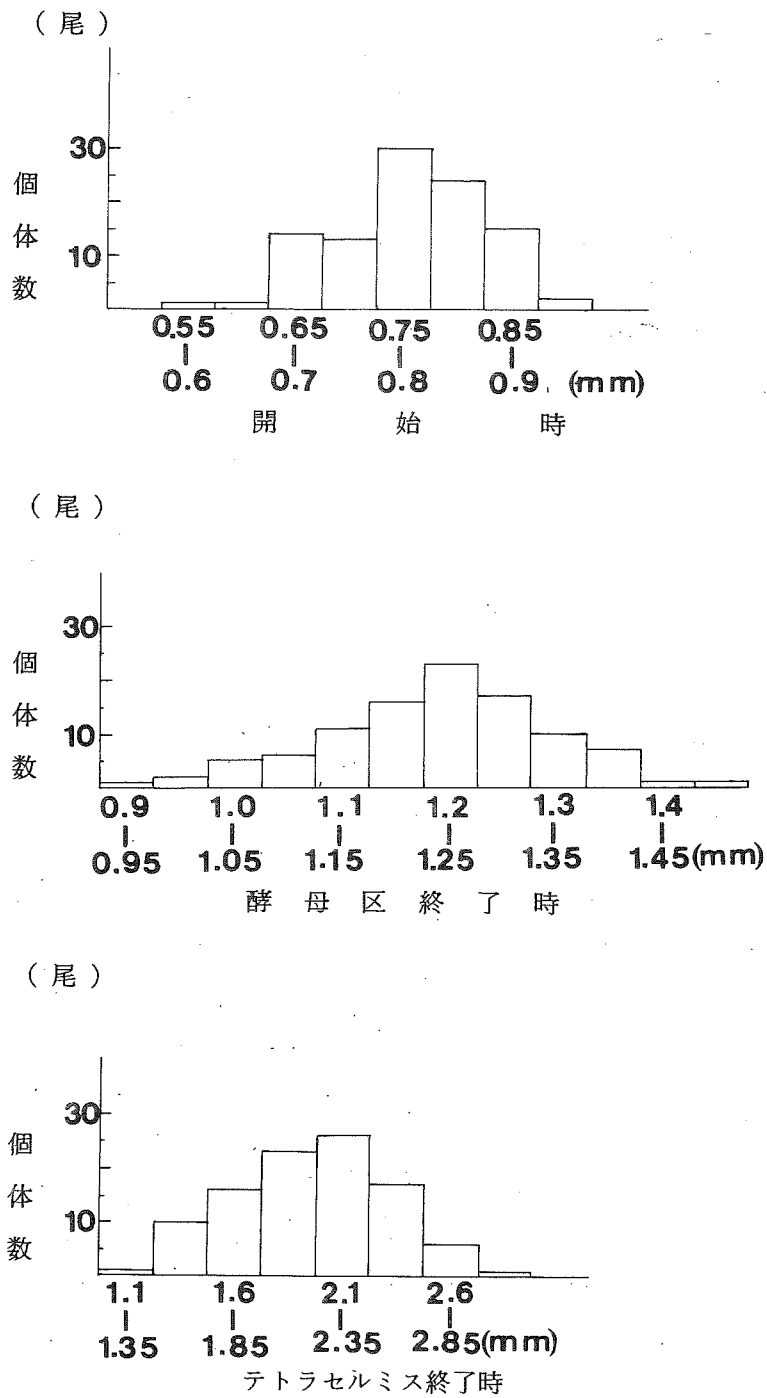 (尾)
個体数
30
10
0.55 0.65 0.75 0.85
| | | |
0.6 0.7 0.8 0.9 (mm)
開始時
(尾)
個体数
30
10
0.9 1.0 1.1 1.2 1.3 1.4
| | | | | |
0.95 1.05 1.15 1.25 1.35 1.45(mm)
酵母区終了時
(尾)
個体数
30
10
1.1 1.6 2.1 2.6
| | | |
1.35 1.85 2.35 2.85(mm)
テトラセルミス終了時